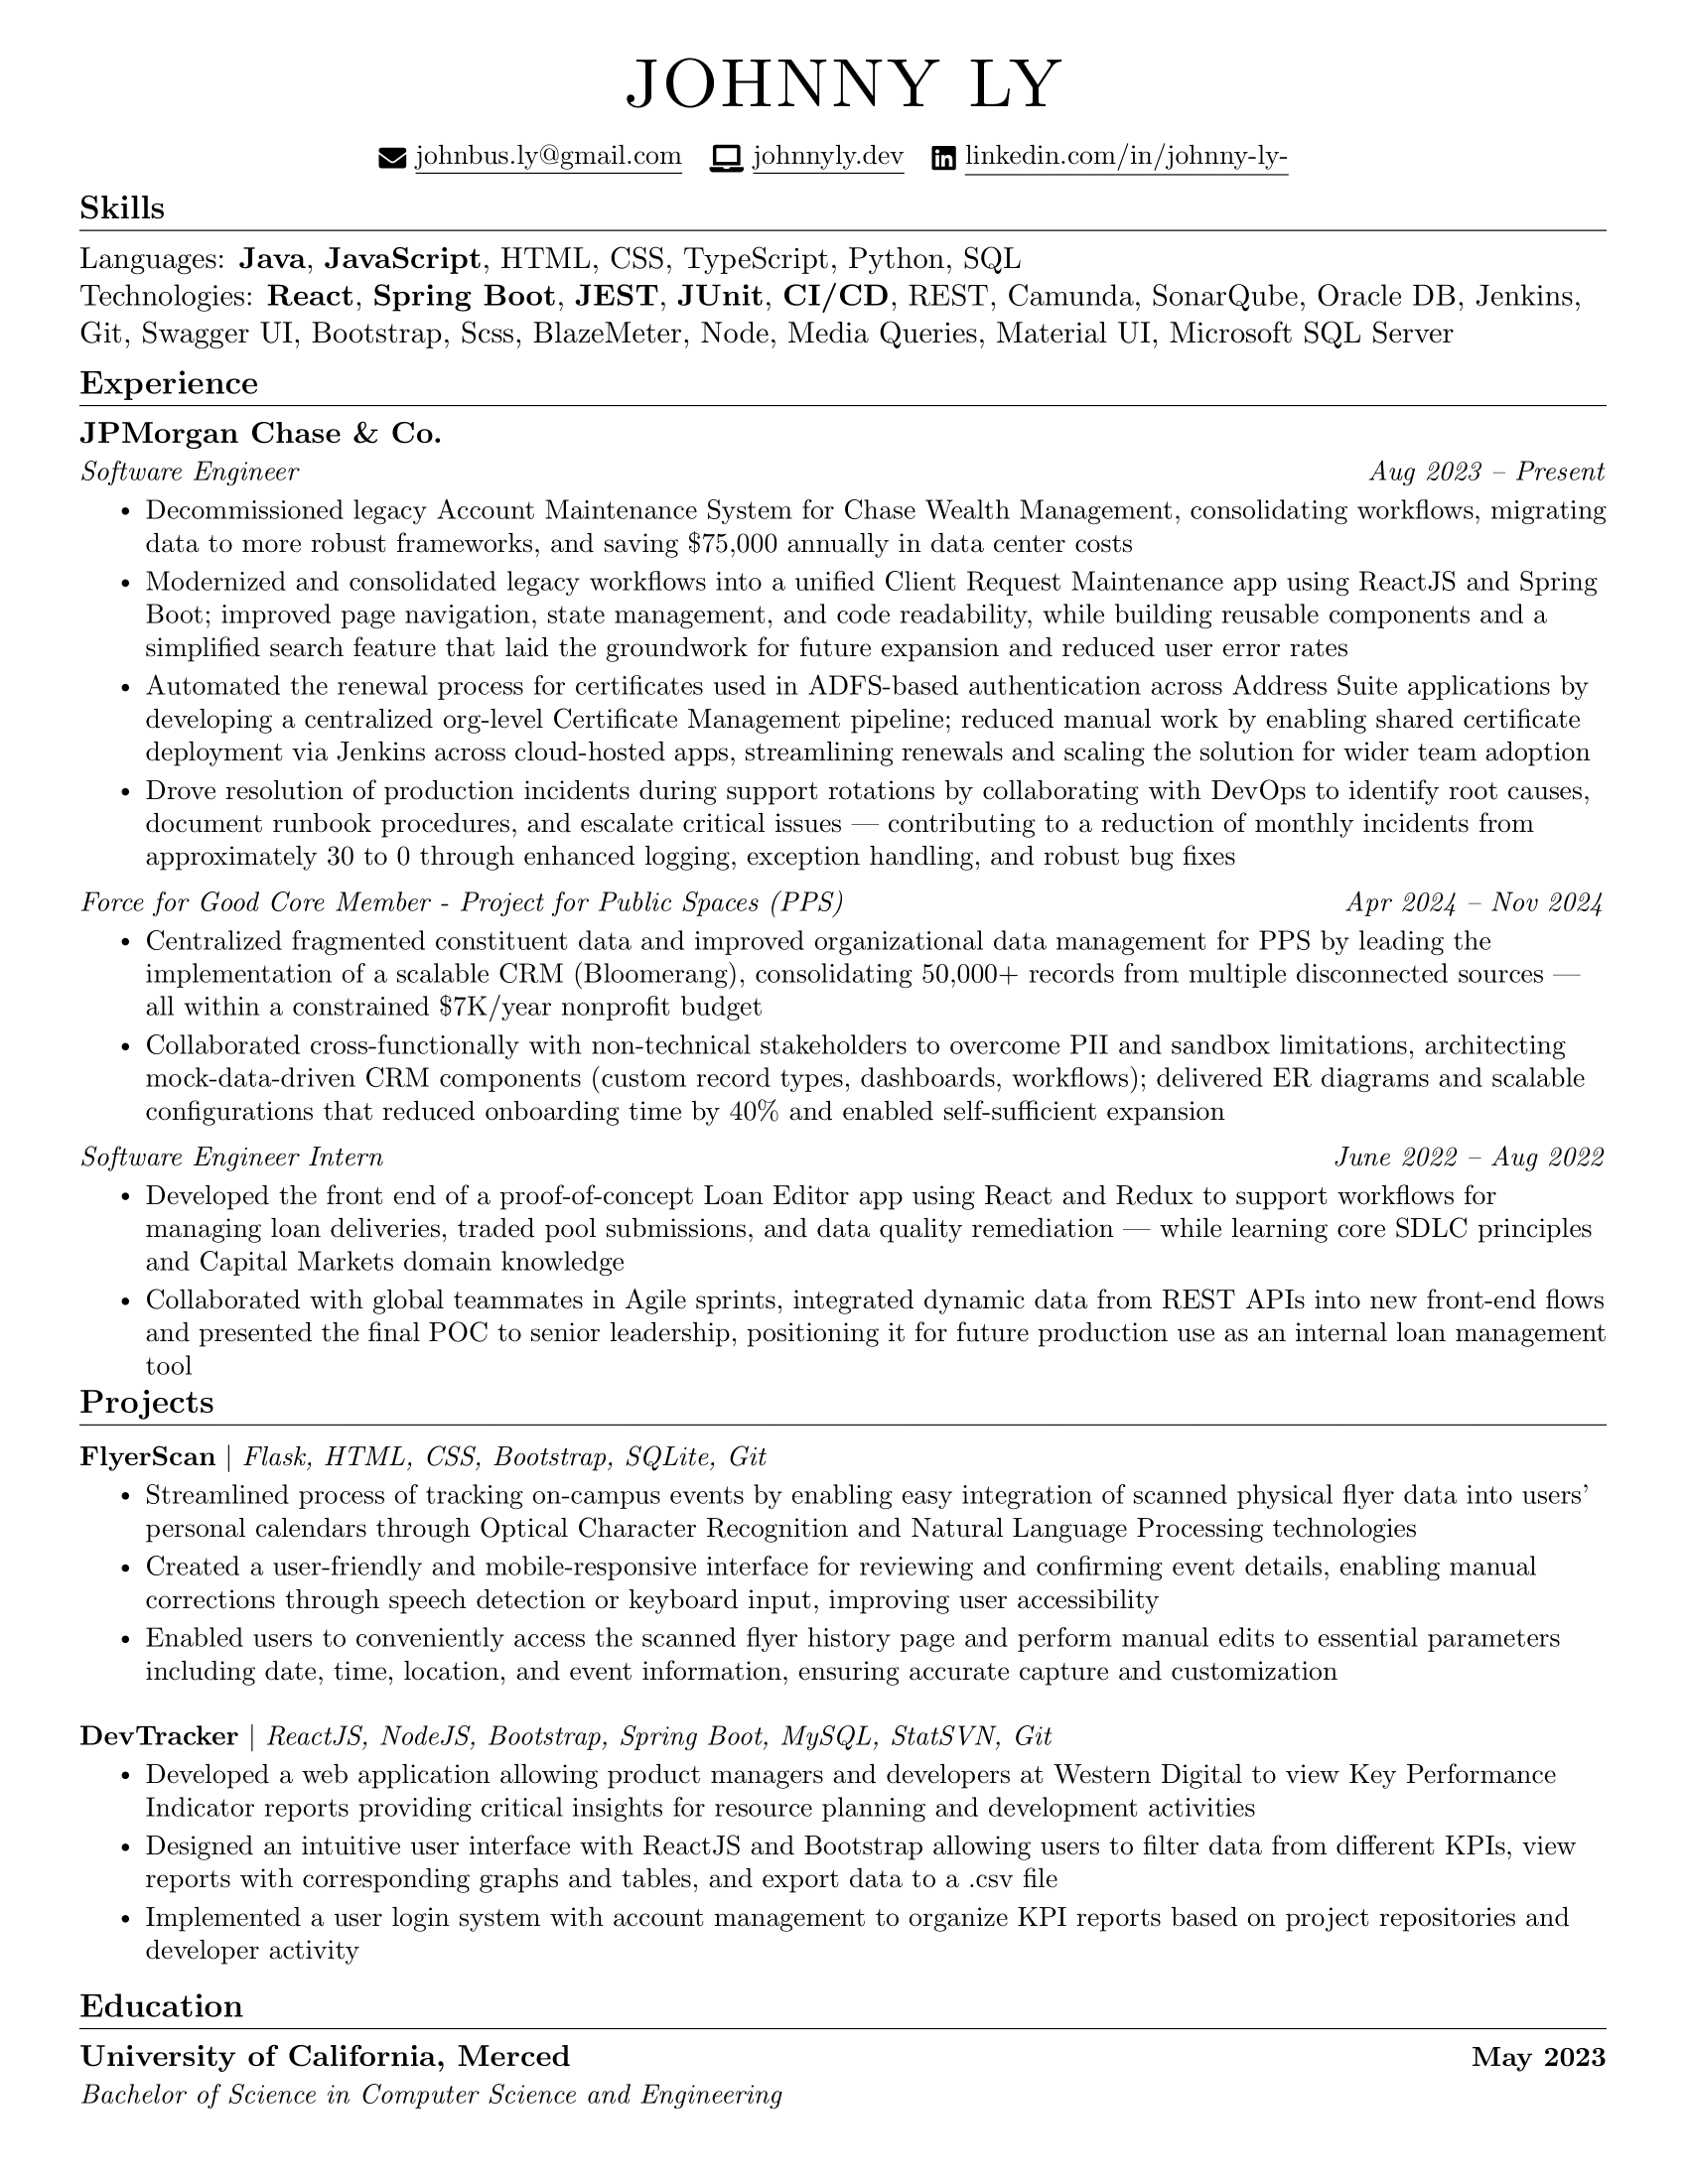 JOHNNY LY
johnbus.ly@gmail.com johnnyly.dev linkedin.com/in/johnny-ly-
Skills
Languages: Java, JavaScript, HTML, CSS, TypeScript, Python, SQL
Technologies: React, Spring Boot, JEST, JUnit, CI/CD, REST, Camunda, SonarQube, Oracle DB, Jenkins,
Git, Swagger UI, Bootstrap, Scss, BlazeMeter, Node, Media Queries, Material UI, Microsoft SQL Server
Experience
JPMorgan Chase & Co.
Software Engineer Aug 2023 – Present
• Decommissioned legacy Account Maintenance System for Chase Wealth Management, consolidating workflows, migrating
data to more robust frameworks, and saving $75,000 annually in data center costs
• Modernized and consolidated legacy workflows into a unified Client Request Maintenance app using ReactJS and Spring
Boot; improved page navigation, state management, and code readability, while building reusable components and a
simplified search feature that laid the groundwork for future expansion and reduced user error rates
• Automated the renewal process for certificates used in ADFS-based authentication across Address Suite applications by
developing a centralized org-level Certificate Management pipeline; reduced manual work by enabling shared certificate
deployment via Jenkins across cloud-hosted apps, streamlining renewals and scaling the solution for wider team adoption
• Drove resolution of production incidents during support rotations by collaborating with DevOps to identify root causes,
document runbook procedures, and escalate critical issues — contributing to a reduction of monthly incidents from
approximately 30 to 0 through enhanced logging, exception handling, and robust bug fixes
Force for Good Core Member - Project for Public Spaces (PPS) Apr 2024 – Nov 2024
• Centralized fragmented constituent data and improved organizational data management for PPS by leading the
implementation of a scalable CRM (Bloomerang), consolidating 50,000+ records from multiple disconnected sources —
all within a constrained $7K/year nonprofit budget
• Collaborated cross-functionally with non-technical stakeholders to overcome PII and sandbox limitations, architecting
mock-data-driven CRM components (custom record types, dashboards, workflows); delivered ER diagrams and scalable
configurations that reduced onboarding time by 40% and enabled self-sufficient expansion
Software Engineer Intern June 2022 – Aug 2022
• Developed the front end of a proof-of-concept Loan Editor app using React and Redux to support workflows for
managing loan deliveries, traded pool submissions, and data quality remediation — while learning core SDLC principles
and Capital Markets domain knowledge
• Collaborated with global teammates in Agile sprints, integrated dynamic data from REST APIs into new front-end flows
and presented the final POC to senior leadership, positioning it for future production use as an internal loan management
tool
Projects
FlyerScan | Flask, HTML, CSS, Bootstrap, SQLite, Git
• Streamlined process of tracking on-campus events by enabling easy integration of scanned physical flyer data into users'
personal calendars through Optical Character Recognition and Natural Language Processing technologies
• Created a user-friendly and mobile-responsive interface for reviewing and confirming event details, enabling manual
corrections through speech detection or keyboard input, improving user accessibility
• Enabled users to conveniently access the scanned flyer history page and perform manual edits to essential parameters
including date, time, location, and event information, ensuring accurate capture and customization
DevTracker | ReactJS, NodeJS, Bootstrap, Spring Boot, MySQL, StatSVN, Git
• Developed a web application allowing product managers and developers at Western Digital to view Key Performance
Indicator reports providing critical insights for resource planning and development activities
• Designed an intuitive user interface with ReactJS and Bootstrap allowing users to filter data from different KPIs, view
reports with corresponding graphs and tables, and export data to a .csv file
• Implemented a user login system with account management to organize KPI reports based on project repositories and
developer activity
Education
University of California, Merced May 2023
Bachelor of Science in Computer Science and Engineering